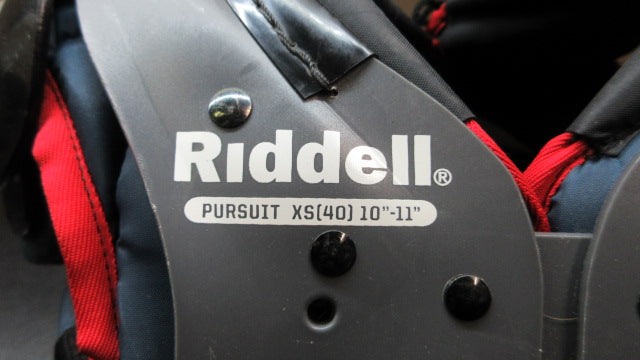 Riddell®
PURSUIT XS(40) 10"-11"